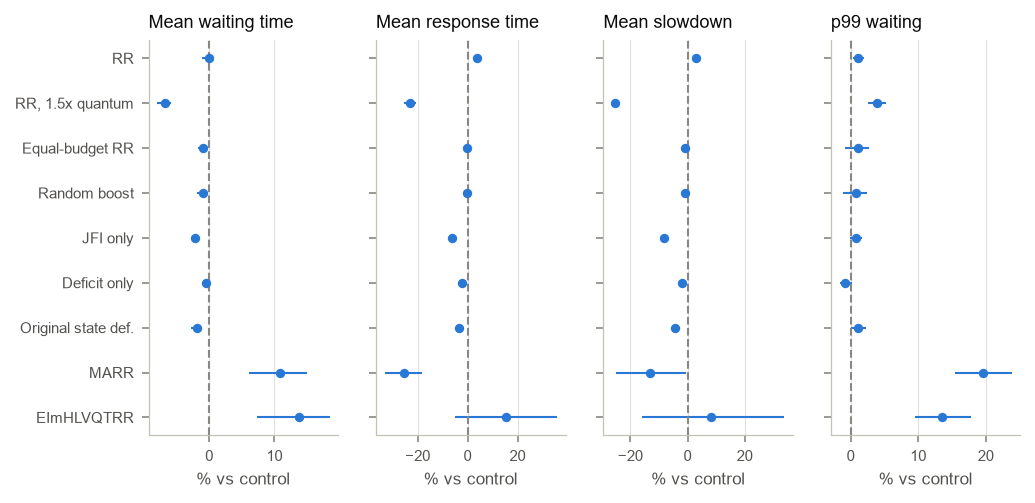 Mean waiting time
Mean response time
Mean slowdown
p99 waiting
RR
RR, 1.5x quantum
Equal-budget RR
Random boost
JFI only
Deficit only
Original state def.
MARR
EImHLVQTRR
0 10
−20 0 20
−20 0 20
0 20
% vs control
% vs control
% vs control
% vs control